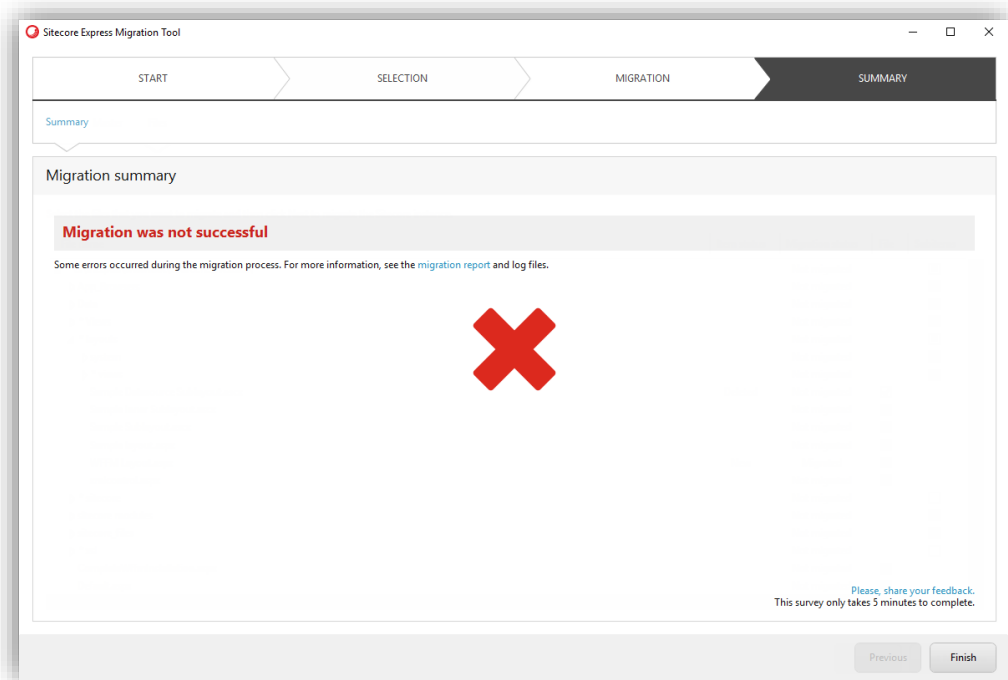 Sitecore Express Migration Tool
START
SELECTION
MIGRATION
SUMMARY
Summary
Migration summary
Migration was not successful
Some errors occurred during the migration process. For more information, see the migration report and log files.
Please, share your feedback.
This survey only takes 5 minutes to complete.
Previous
Finish